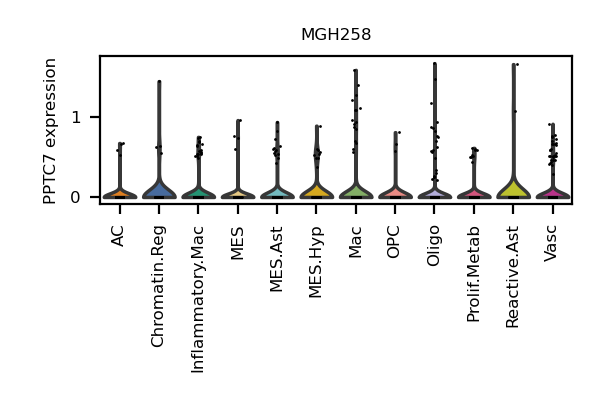 MGH258
PPTC7 expression
1
0
AC
Chromatin.Reg
Inflammatory.Mac
MES
MES.Ast
MES.Hyp
Mac
OPC
Oligo
Prolif.Metab
Reactive.Ast
Vasc